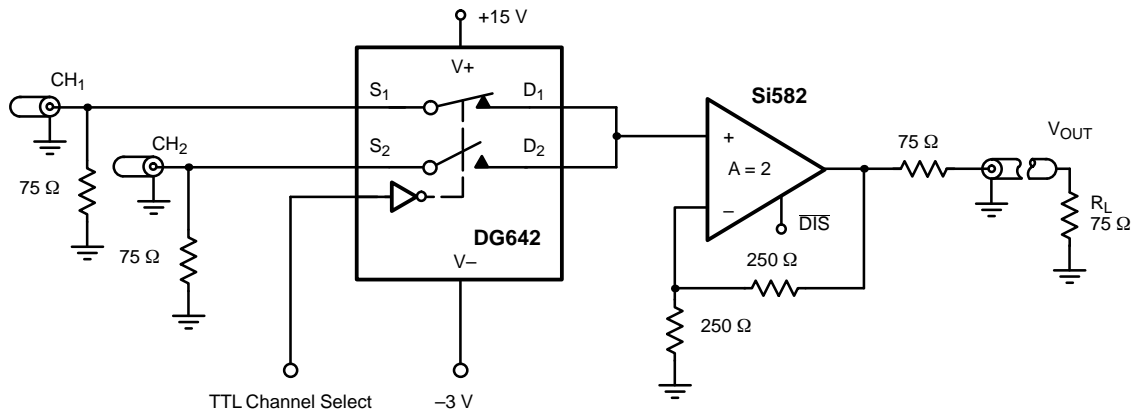 +15 V
CH1
V+
S1
D1
Si582
CH2
S2
D2
+
75 Ω
VOUT
A = 2
75 Ω
–
DIS
RL
75 Ω
DG642
75 Ω
V–
250 Ω
250 Ω
TTL Channel Select
–3 V